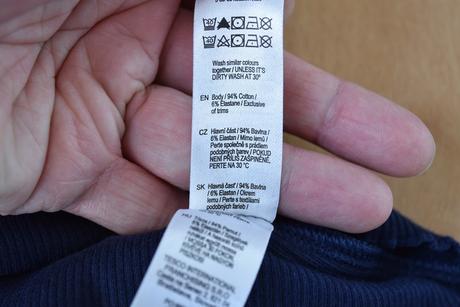 Wash similar colours
together / UNLESS IT'S
DIRTY WASH AT 30°
EN Body / 94% Cotton /
6% Elastane / Exclusive
of trims
CZ Hlavní část / 94% Bavlna
/ 6% Elastan / Mimo lemů /
Perte společně s prádlem
podobných barev / POKUD
NENÍ PŘÍLIŠ ZAŠPINĚNÉ,
PERTE NA 30 °C
SK Hlavná časť / 94% Bavlna
/ 6% Elastan / Okrem
lemu / Perte s textíliami
podobných farieb /
TESCO INTERNATIONAL
FRANCHISING S.R.O.